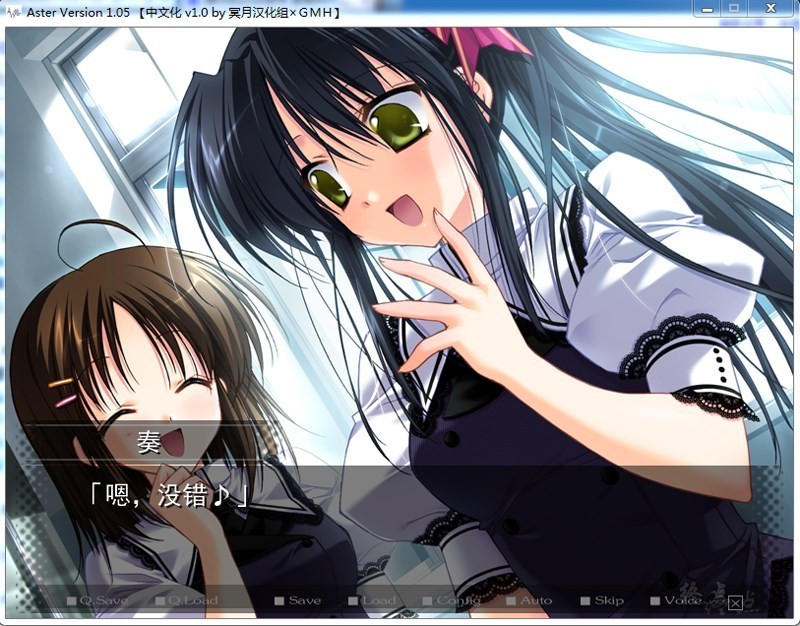 Aster Version 1.05 【中文化 v1.0 by 冥月汉化组×GMH】
奏
「嗯，没错♪」
Q.Save Q.Load Save Load Config Auto Skip Voice